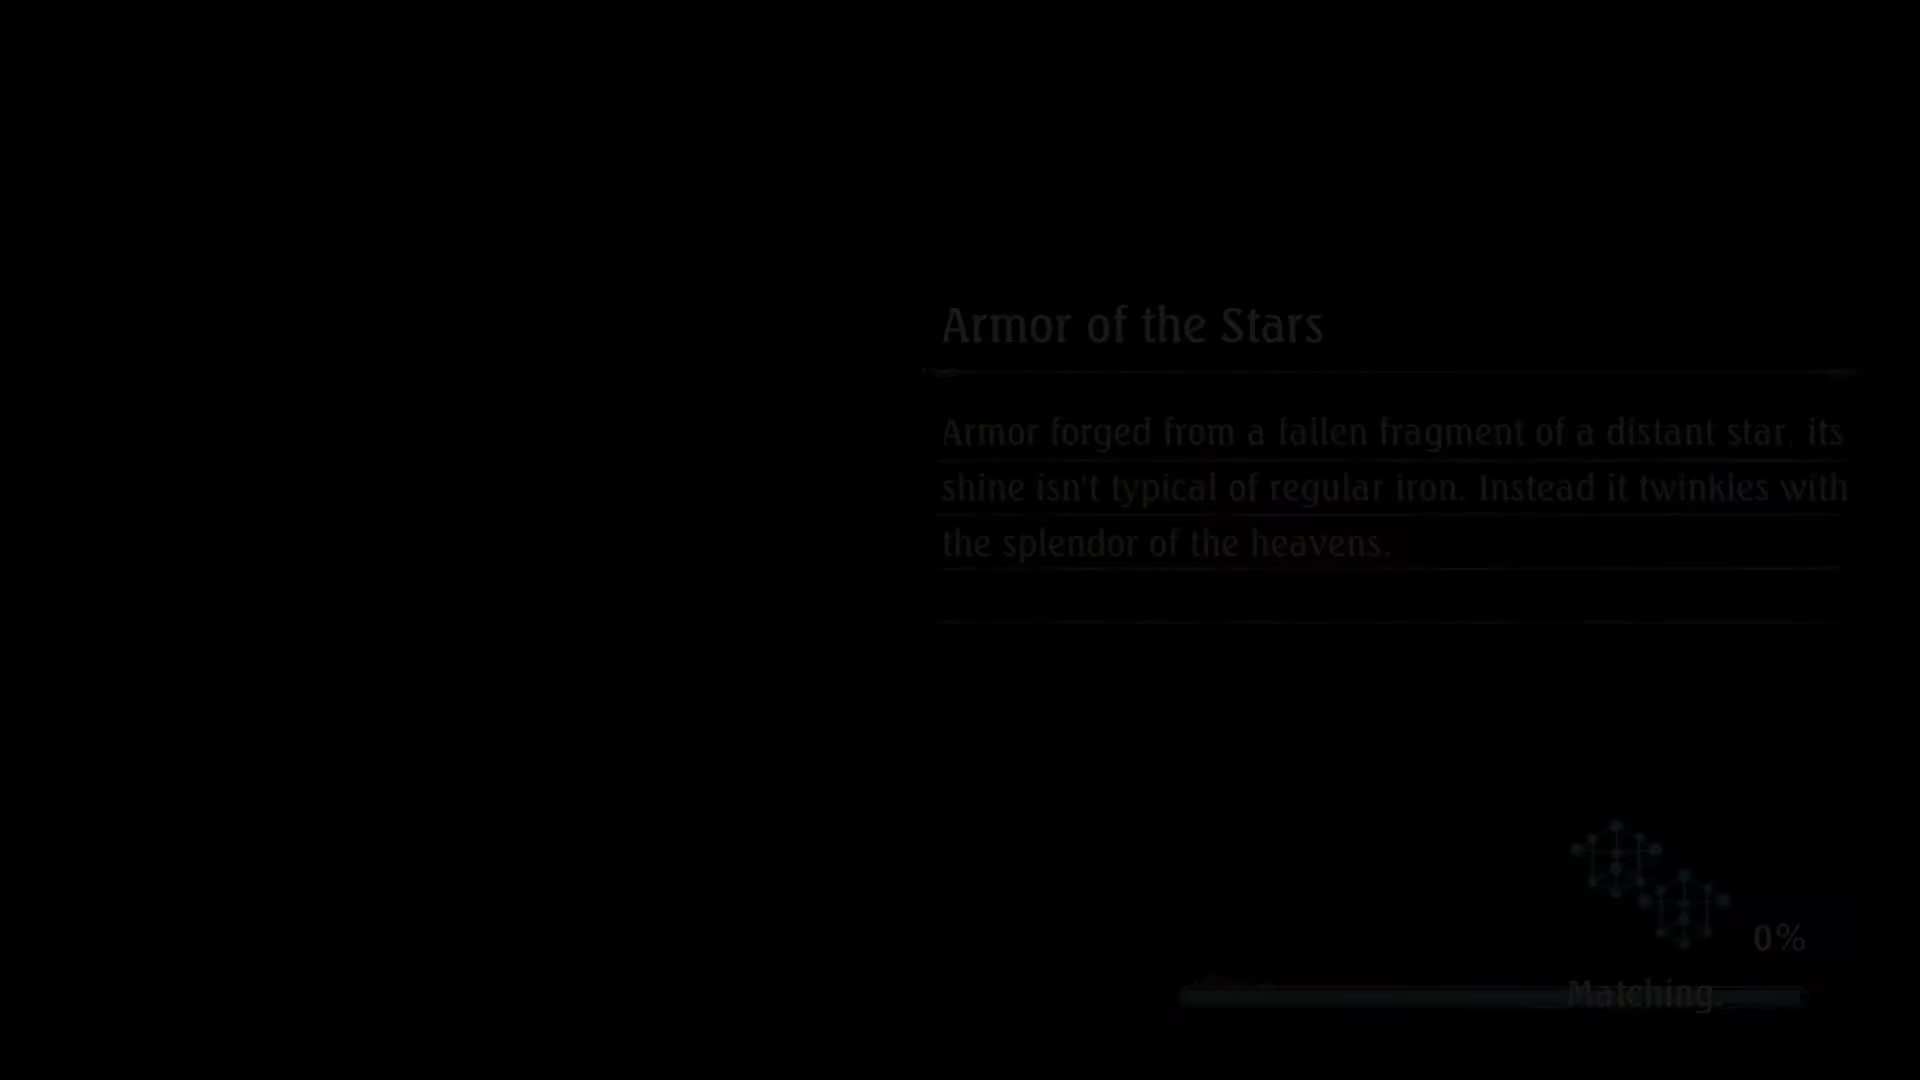 Armor of the Stars
Armor forged from a fallen fragment of a distant star, its
shine isn't typical of regular iron. Instead it twinkles with
the splendor of the heavens.
0%
Matching.